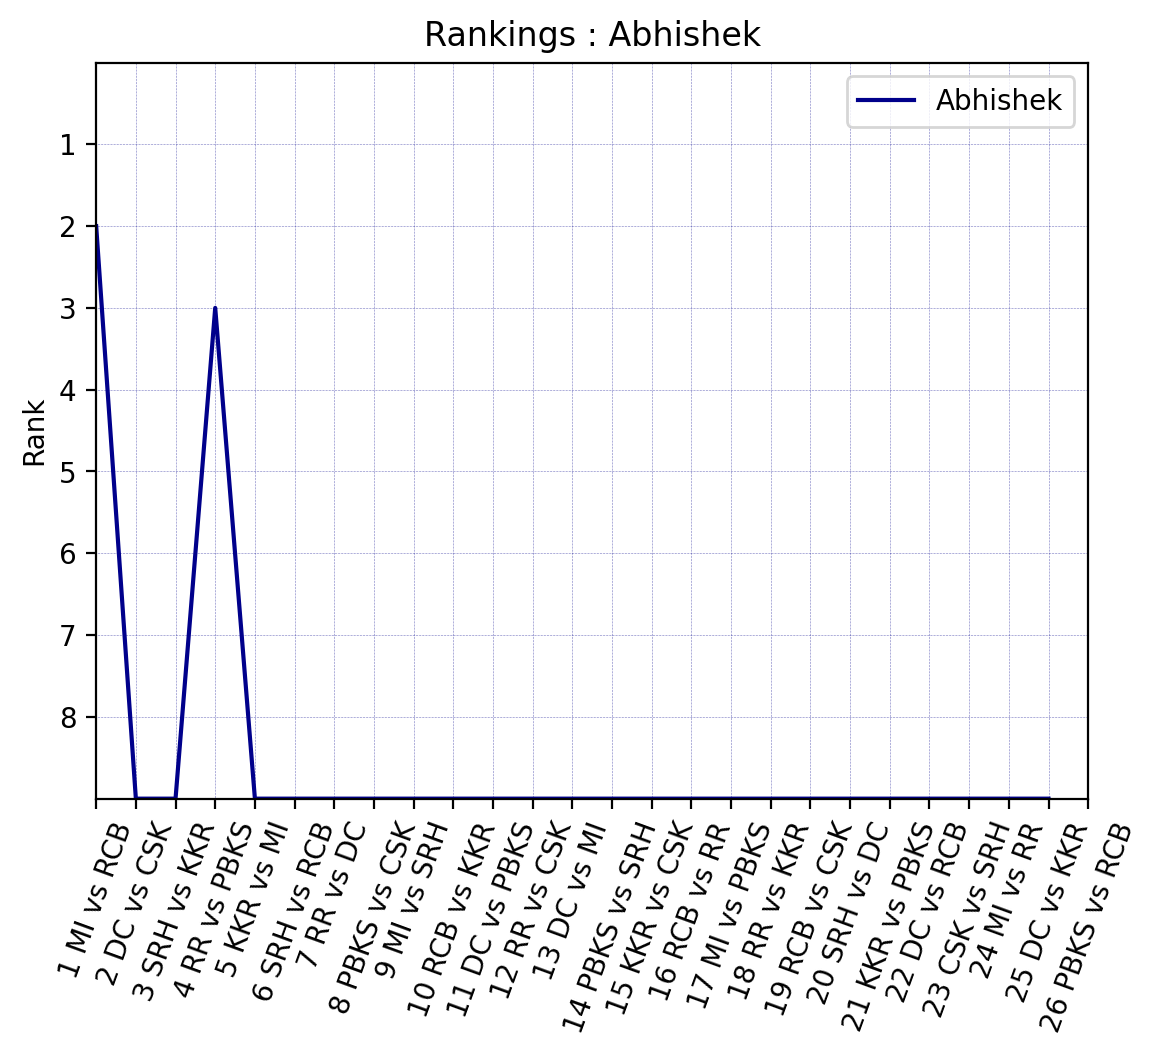 Rankings : Abhishek
Abhishek
1
2
3
4
5
6
7
8
Rank
1 MI vs RCB
2 DC vs CSK
3 SRH vs KKR
4 RR vs PBKS
5 KKR vs MI
6 SRH vs RCB
7 RR vs DC
8 PBKS vs CSK
9 MI vs SRH
10 RCB vs KKR
11 DC vs PBKS
12 RR vs CSK
13 DC vs MI
14 PBKS vs SRH
15 KKR vs CSK
16 RCB vs RR
17 MI vs PBKS
18 RR vs KKR
19 RCB vs CSK
20 SRH vs DC
21 KKR vs PBKS
22 DC vs RCB
23 CSK vs SRH
24 MI vs RR
25 DC vs KKR
26 PBKS vs RCB